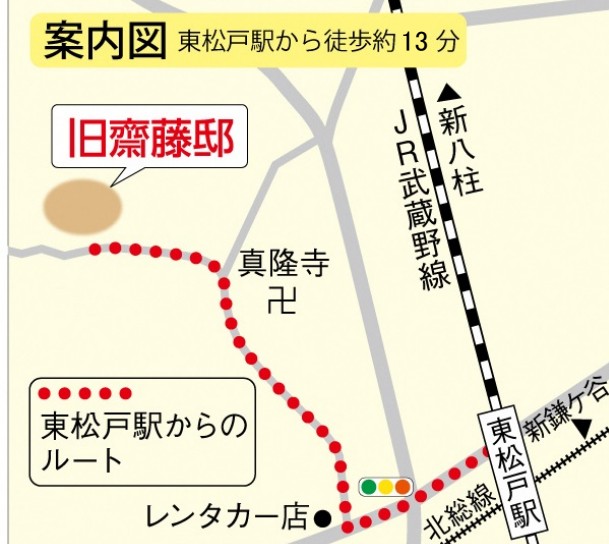 案内図 東松戸駅から徒歩約13分
旧齋藤邸
新八柱
JR武蔵野線
真隆寺
卍
東松戸駅からの
ルート
新鎌ケ谷
東松戸駅
北総線
レンタカー店